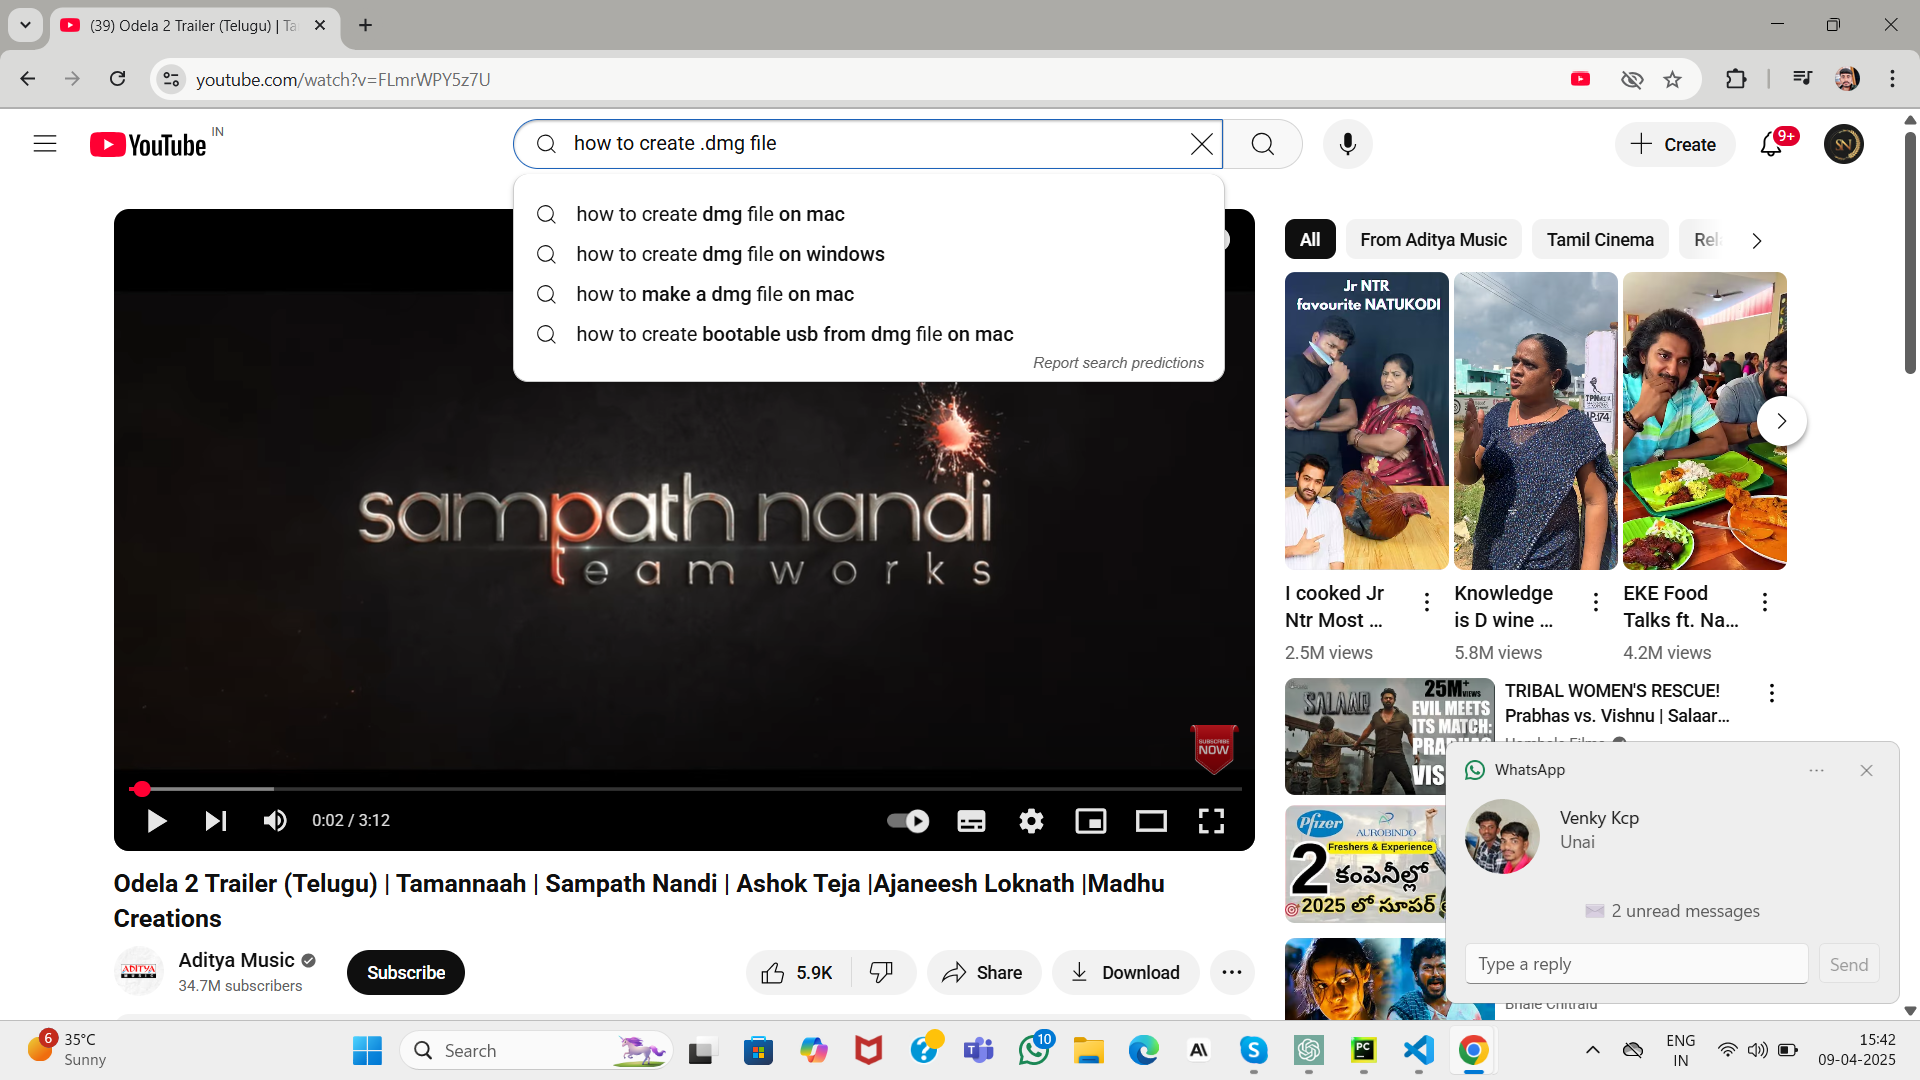 (39) Odela 2 Trailer (Telugu) | Ta
youtube.com/watch?v=FLmrWPY5z7U
YouTube IN
how to create .dmg file
Create
9+
SN
how to create dmg file on mac
how to create dmg file on windows
how to make a dmg file on mac
how to create bootable usb from dmg file on mac
Report search predictions
All From Aditya Music Tamil Cinema Rel
sampath nandi
teamworks
SUBSCRIBE
NOW
0:02 / 3:12
Odela 2 Trailer (Telugu) | Tamannaah | Sampath Nandi | Ashok Teja |Ajaneesh Loknath |Madhu
Creations
ADITYA
MUSIC
Aditya Music
34.7M subscribers
Subscribe
5.9K
Share
Download
Jr NTR
favourite NATUKODI
I cooked Jr
Ntr Most ...
2.5M views
Knowledge
is D wine ...
5.8M views
EKE Food
Talks ft. Na...
4.2M views
SALAAR
25M+
VIEWS
EVIL MEETS
ITS MATCH:
TRIBAL WOMEN'S RESCUE!
Prabhas vs. Vishnu | Salaar...
Pfizer
AUROBINDO
Freshers & Experience
2 కంపెనీల్లో
2025 లో సూపర్
WhatsApp
Venky Kcp
Unai
2 unread messages
Type a reply
Send
6
35°C
Sunny
Search
10
PC
ENG
IN
15:42
09-04-2025